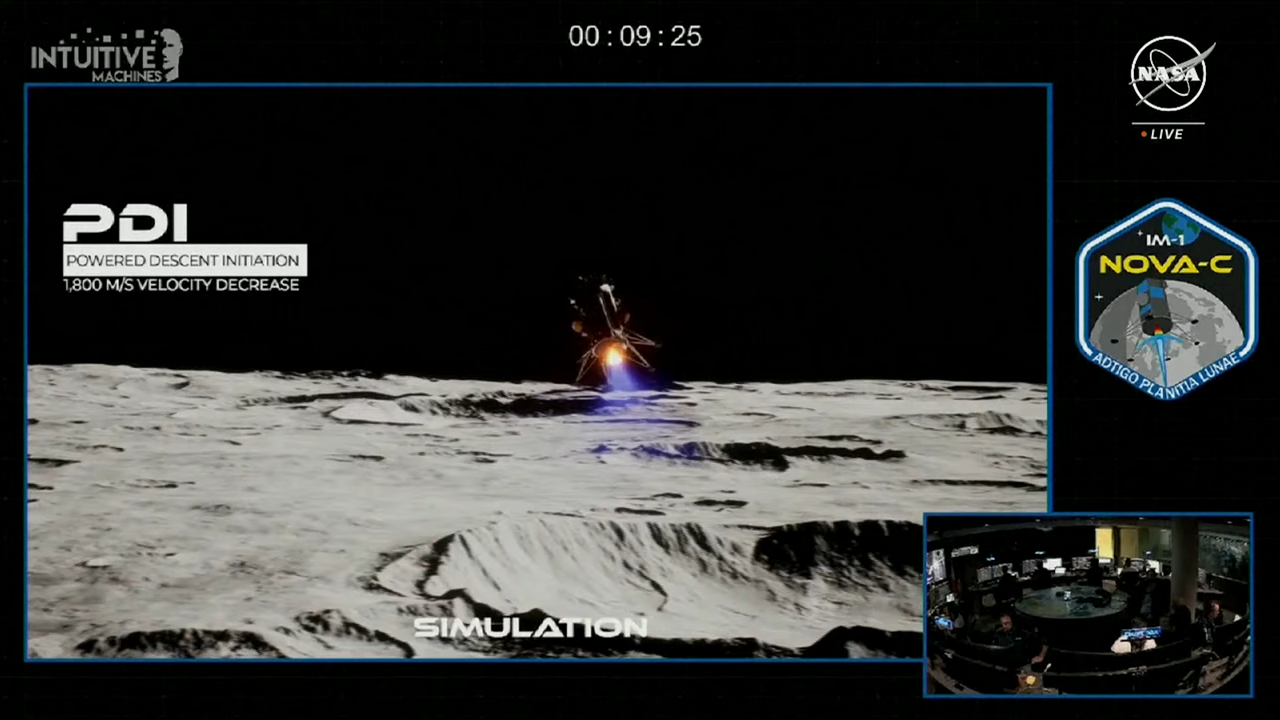 INTUITIVE
MACHINES
00:09:25
NASA
LIVE
PDI
POWERED DESCENT INITIATION
1,800 M/S VELOCITY DECREASE
IM-1
NOVA-C
ADTIGO PLANITIA LUNAE
SIMULATION